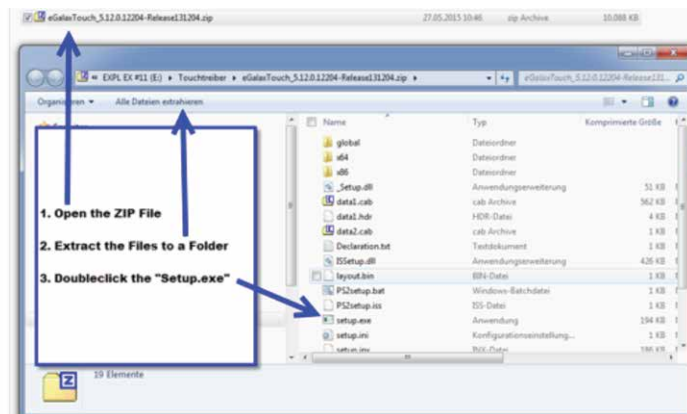 eGalaxTouch_5.12.0.12204-Release131204.zip 27.05.2015 10:46 zip Archive 10.088 KB
« EXPL EX #11 (E:) ▸ Touchtreiber ▸ eGalaxTouch_5.12.0.12204-Release131204.zip ▸
Organisieren Alle Dateien extrahieren
Name Typ Komprimierte Größe
global Dateiordner
x64 Dateiordner
x86 Dateiordner
_Setup.dll Anwendungserweiterung 51 KB
data1.cab cab Archive 562 KB
data1.hdr HDR-Datei 4 KB
data2.cab cab Archive 1 KB
Declaration.txt Textdokument 1 KB
ISSetup.dll Anwendungserweiterung 426 KB
layout.bin BIN-Datei 1 KB
PS2setup.bat Windows-Batchdatei 1 KB
PS2setup.iss ISS-Datei 1 KB
setup.exe Anwendung 194 KB
setup.ini Konfigurationseinstellung... 1 KB
setup.inx INX-Datei 186 KB
1. Open the ZIP File
2. Extract the Files to a Folder
3. Doubleclick the "Setup.exe"
19 Elemente